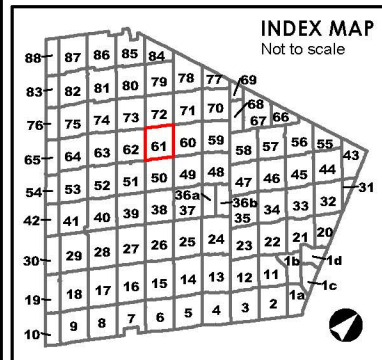 INDEX MAP
Not to scale
88 87 86 85 84
83 82 81 80 79 78 77 69
76 75 74 73 72 71 70 68 67 66
65 64 63 62 61 60 59 58 57 56 55 43
54 53 52 51 50 49 48 47 46 45 44 31
42 41 40 39 38 36a 37 36b 35 34 33 32
30 29 28 27 26 25 24 23 22 21 20
19 18 17 16 15 14 13 12 11 1b 1d
10 9 8 7 6 5 4 3 2 1a 1c